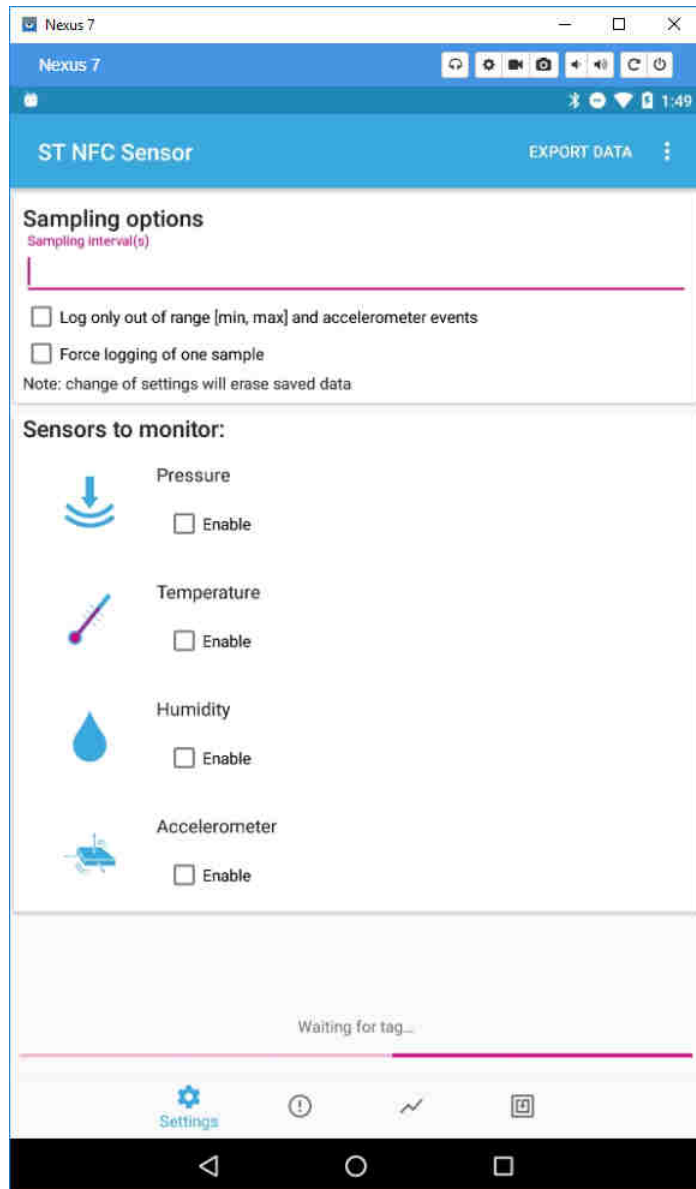 Nexus 7
Nexus 7
1:49
ST NFC Sensor
EXPORT DATA
Sampling options
Sampling interval(s)
Log only out of range [min, max] and accelerometer events
Force logging of one sample
Note: change of settings will erase saved data
Sensors to monitor:
Pressure
Enable
Temperature
Enable
Humidity
Enable
Accelerometer
Enable
Waiting for tag...
Settings